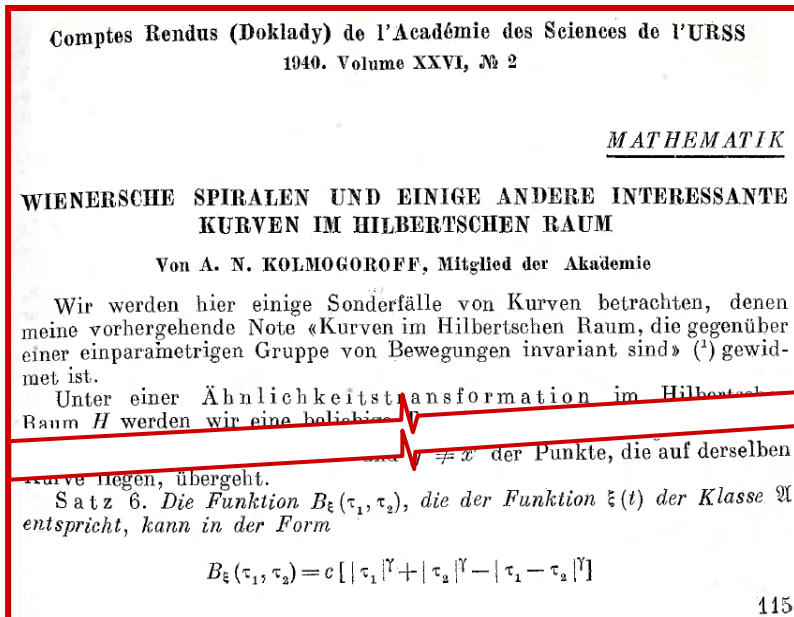 Comptes Rendus (Doklady) de l'Académie des Sciences de l'URSS
1940. Volume XXVI, № 2
MATHEMATIK
WIENERSCHE SPIRALEN UND EINIGE ANDERE INTERESSANTE
KURVEN IM HILBERTSCHEN RAUM
Von A. N. KOLMOGOROFF, Mitglied der Akademie
Wir werden hier einige Sonderfälle von Kurven betrachten, denen
meine vorhergehende Note «Kurven im Hilbertschen Raum, die gegenüber
einer einparametrigen Gruppe von Bewegungen invariant sind» (¹) gewid-
met ist.
Unter einer Ähnlichkeitstransformation im
Raum H werden wir eine
≠ x der Punkte, die auf derselben
Kurve liegen, übergeht.
Satz 6. Die Funktion Bξ(τ₁, τ₂), die der Funktion ξ(t) der Klasse 𝔄
entspricht, kann in der Form
Bξ(τ₁, τ₂) = c[|τ₁|ᵞ + |τ₂|ᵞ − |τ₁ − τ₂|ᵞ]
115